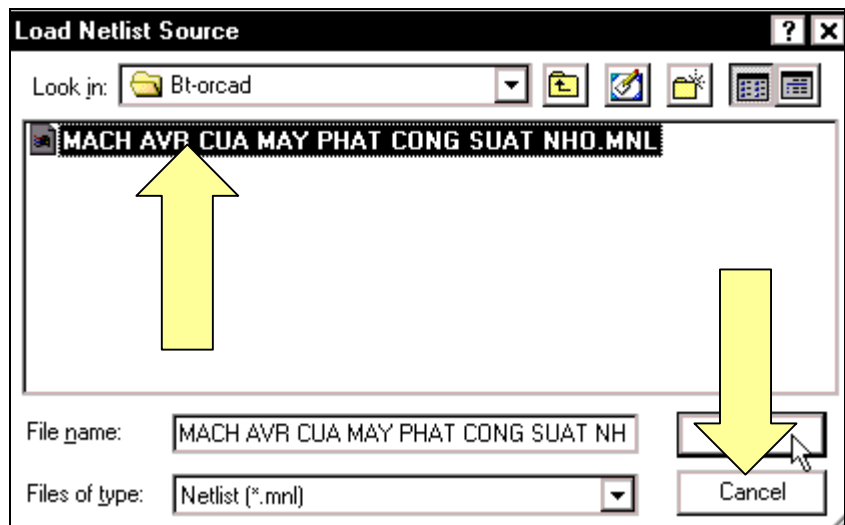 Load Netlist Source
Look in: Bt-orcad
MACH AVR CUA MAY PHAT CONG SUAT NHO.MNL
File name: MACH AVR CUA MAY PHAT CONG SUAT NH
Files of type: Netlist (*.mnl)
Cancel